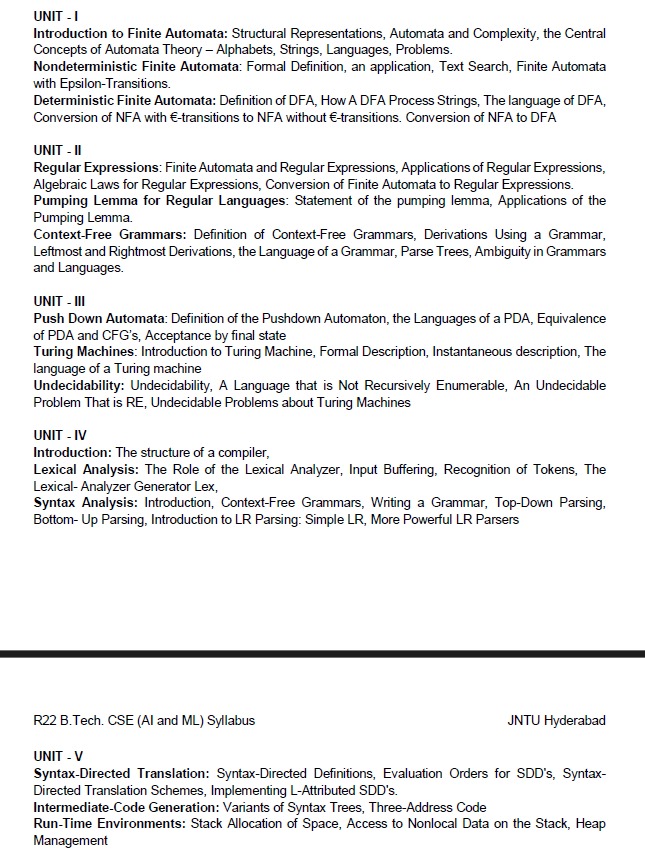 UNIT - I
Introduction to Finite Automata: Structural Representations, Automata and Complexity, the Central
Concepts of Automata Theory – Alphabets, Strings, Languages, Problems.
Nondeterministic Finite Automata: Formal Definition, an application, Text Search, Finite Automata
with Epsilon-Transitions.
Deterministic Finite Automata: Definition of DFA, How A DFA Process Strings, The language of DFA,
Conversion of NFA with €-transitions to NFA without €-transitions. Conversion of NFA to DFA
UNIT - II
Regular Expressions: Finite Automata and Regular Expressions, Applications of Regular Expressions,
Algebraic Laws for Regular Expressions, Conversion of Finite Automata to Regular Expressions.
Pumping Lemma for Regular Languages: Statement of the pumping lemma, Applications of the
Pumping Lemma.
Context-Free Grammars: Definition of Context-Free Grammars, Derivations Using a Grammar,
Leftmost and Rightmost Derivations, the Language of a Grammar, Parse Trees, Ambiguity in Grammars
and Languages.
UNIT - III
Push Down Automata: Definition of the Pushdown Automaton, the Languages of a PDA, Equivalence
of PDA and CFG's, Acceptance by final state
Turing Machines: Introduction to Turing Machine, Formal Description, Instantaneous description, The
language of a Turing machine
Undecidability: Undecidability, A Language that is Not Recursively Enumerable, An Undecidable
Problem That is RE, Undecidable Problems about Turing Machines
UNIT - IV
Introduction: The structure of a compiler,
Lexical Analysis: The Role of the Lexical Analyzer, Input Buffering, Recognition of Tokens, The
Lexical- Analyzer Generator Lex,
Syntax Analysis: Introduction, Context-Free Grammars, Writing a Grammar, Top-Down Parsing,
Bottom- Up Parsing, Introduction to LR Parsing: Simple LR, More Powerful LR Parsers
R22 B.Tech. CSE (AI and ML) Syllabus JNTU Hyderabad
UNIT - V
Syntax-Directed Translation: Syntax-Directed Definitions, Evaluation Orders for SDD's, Syntax-
Directed Translation Schemes, Implementing L-Attributed SDD's.
Intermediate-Code Generation: Variants of Syntax Trees, Three-Address Code
Run-Time Environments: Stack Allocation of Space, Access to Nonlocal Data on the Stack, Heap
Management